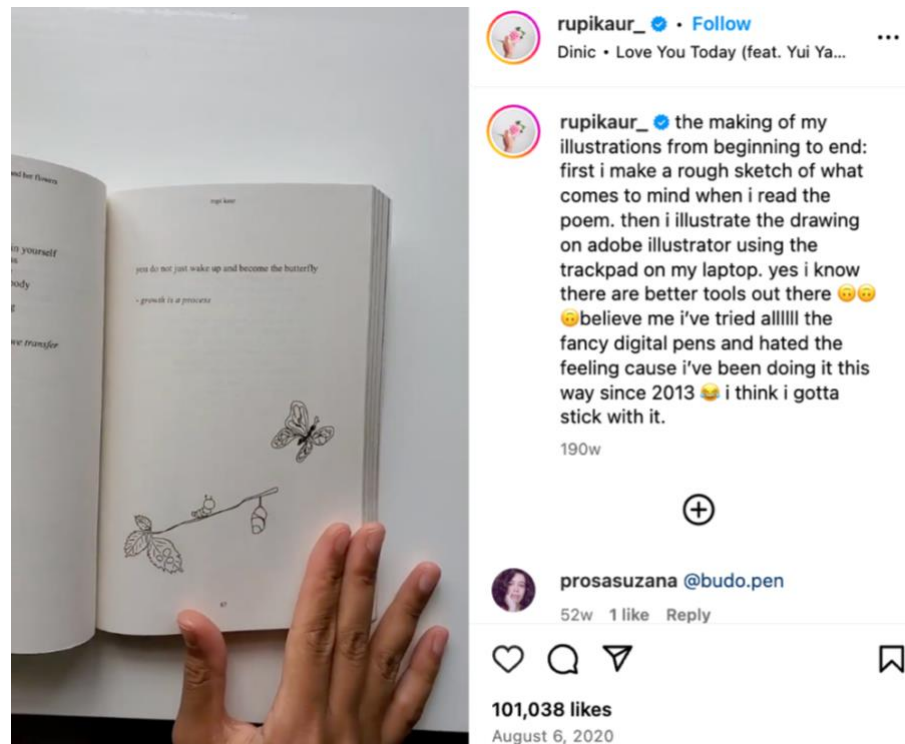 and her flowers
n yourself
s
ody
g
ve transfer
rupi kaur
you do not just wake up and become the butterfly
- growth is a process
87
rupikaur_ • Follow
Dinic • Love You Today (feat. Yui Ya...
rupikaur_ the making of my
illustrations from beginning to end:
first i make a rough sketch of what
comes to mind when i read the
poem. then i illustrate the drawing
on adobe illustrator using the
trackpad on my laptop. yes i know
there are better tools out there 🙃🙃
🙃believe me i've tried allllll the
fancy digital pens and hated the
feeling cause i've been doing it this
way since 2013 😂 i think i gotta
stick with it.
190w
prosasuzana @budo.pen
52w 1 like Reply
101,038 likes
August 6, 2020